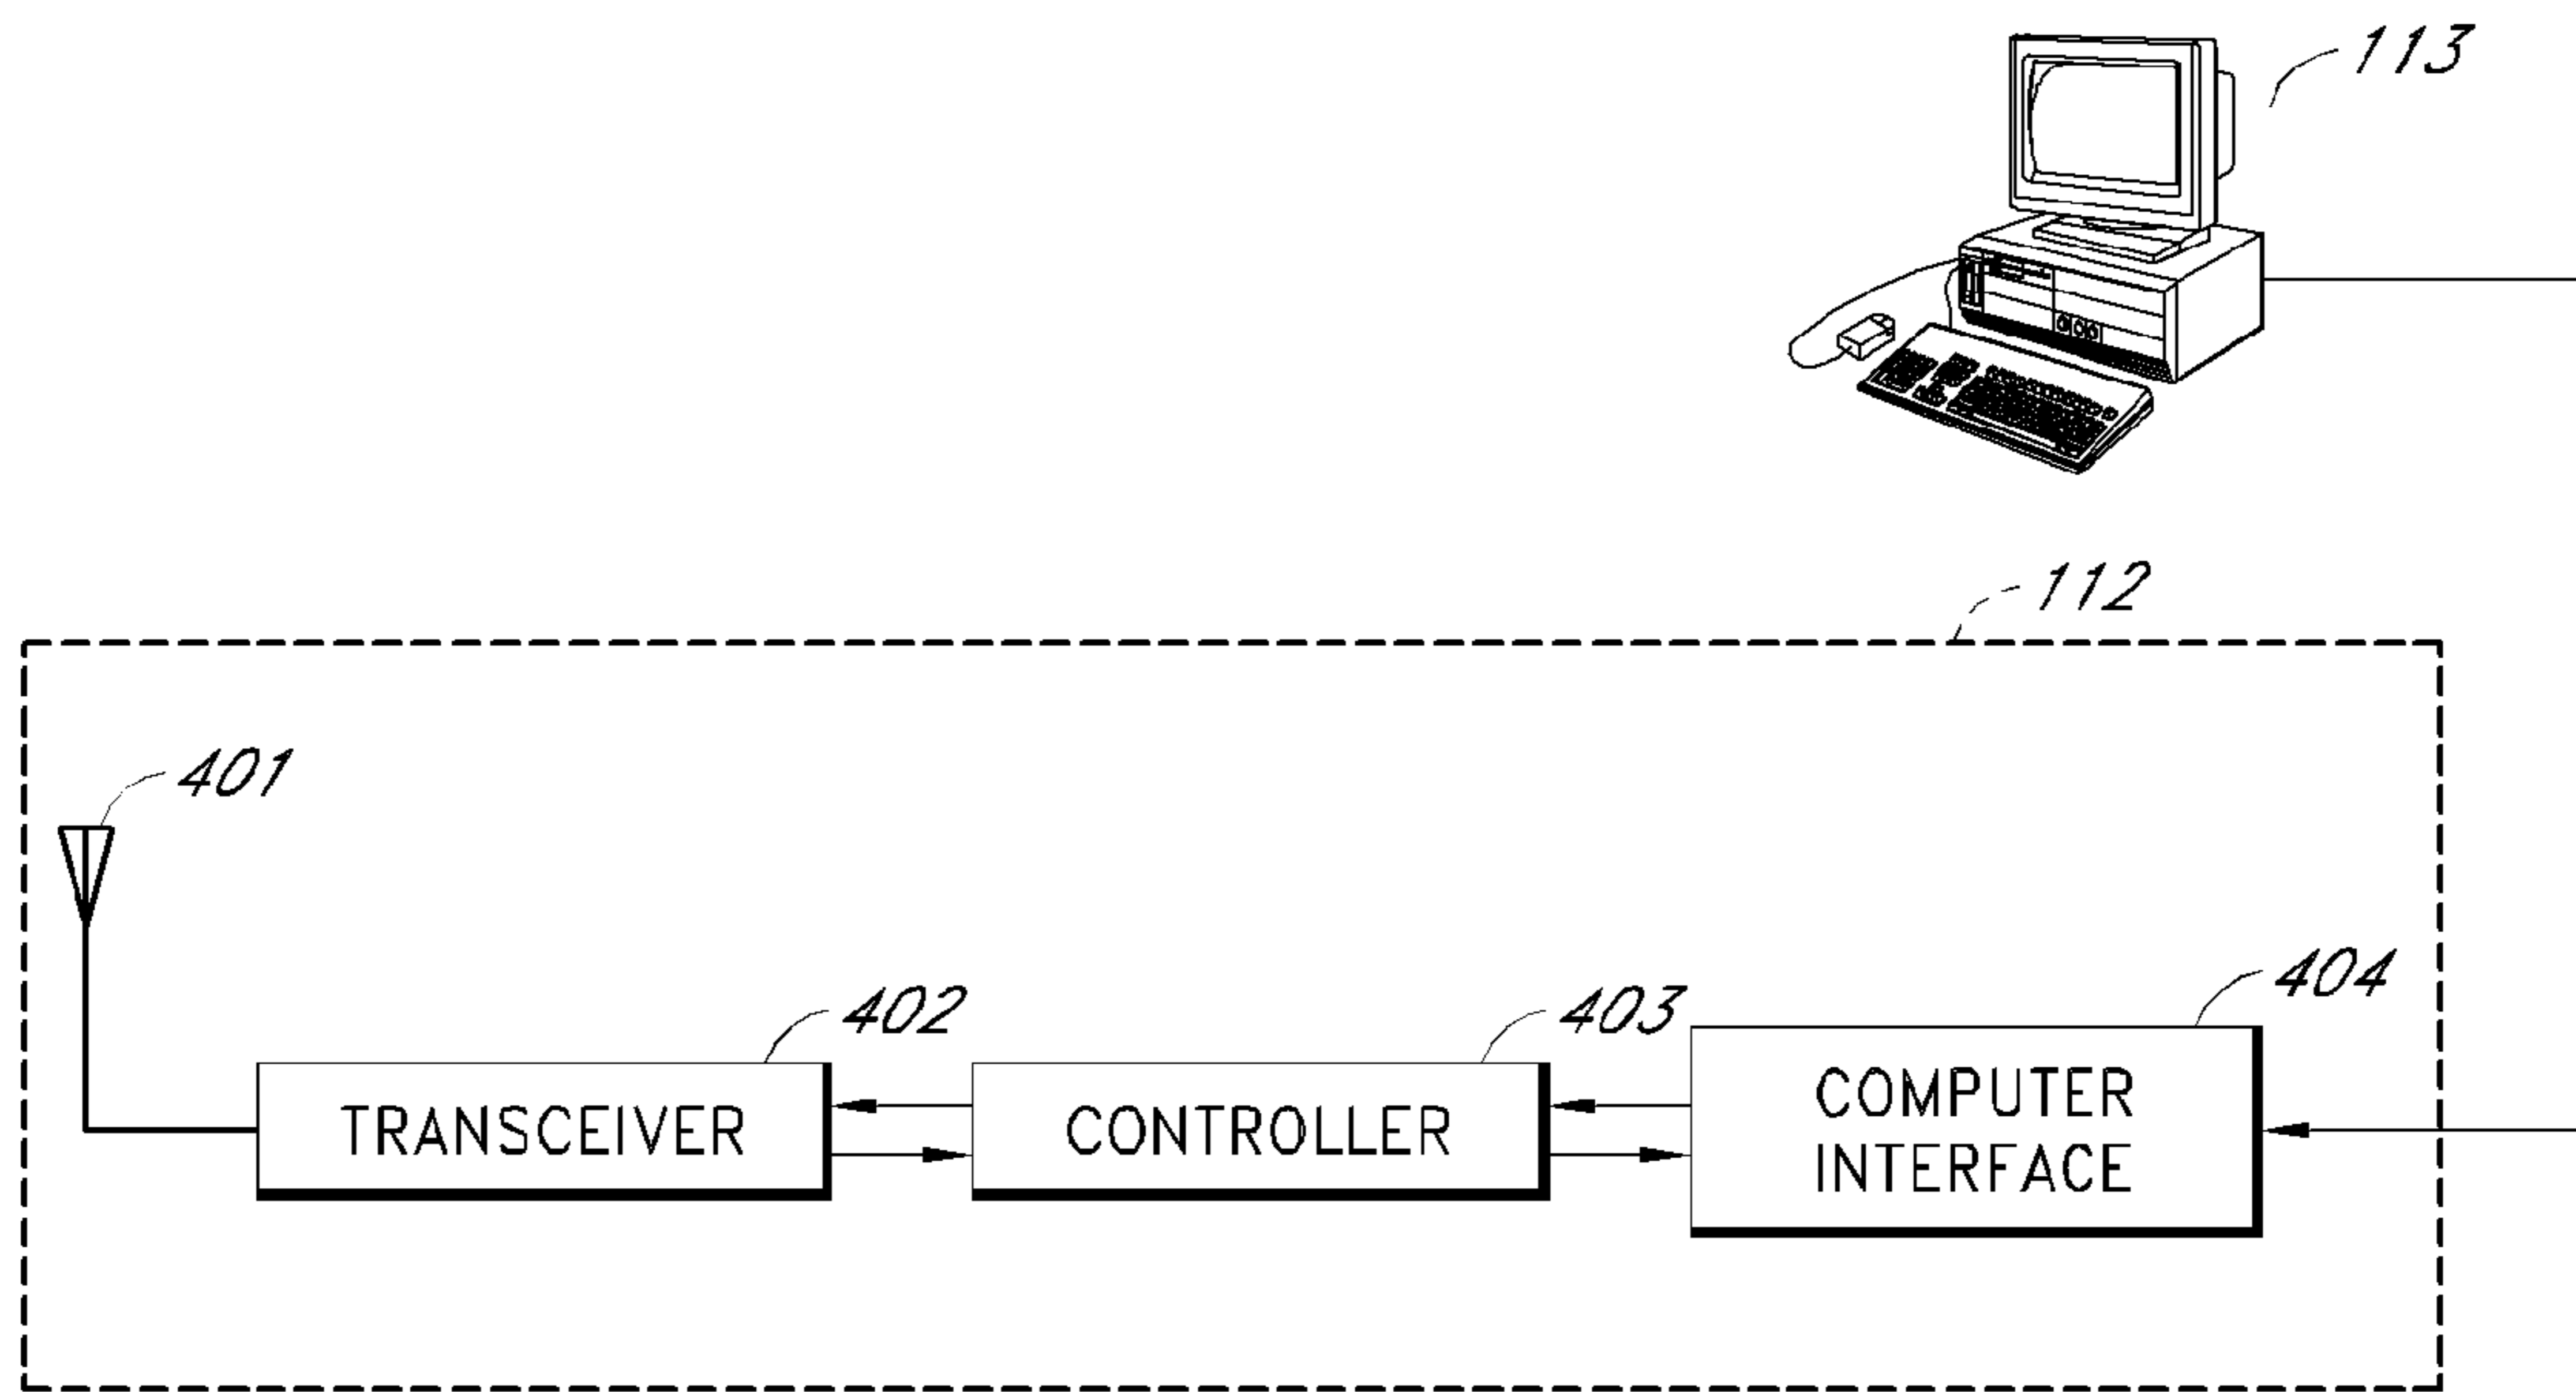 113
112
401
402
403
404
TRANSCEIVER
CONTROLLER
COMPUTER
INTERFACE